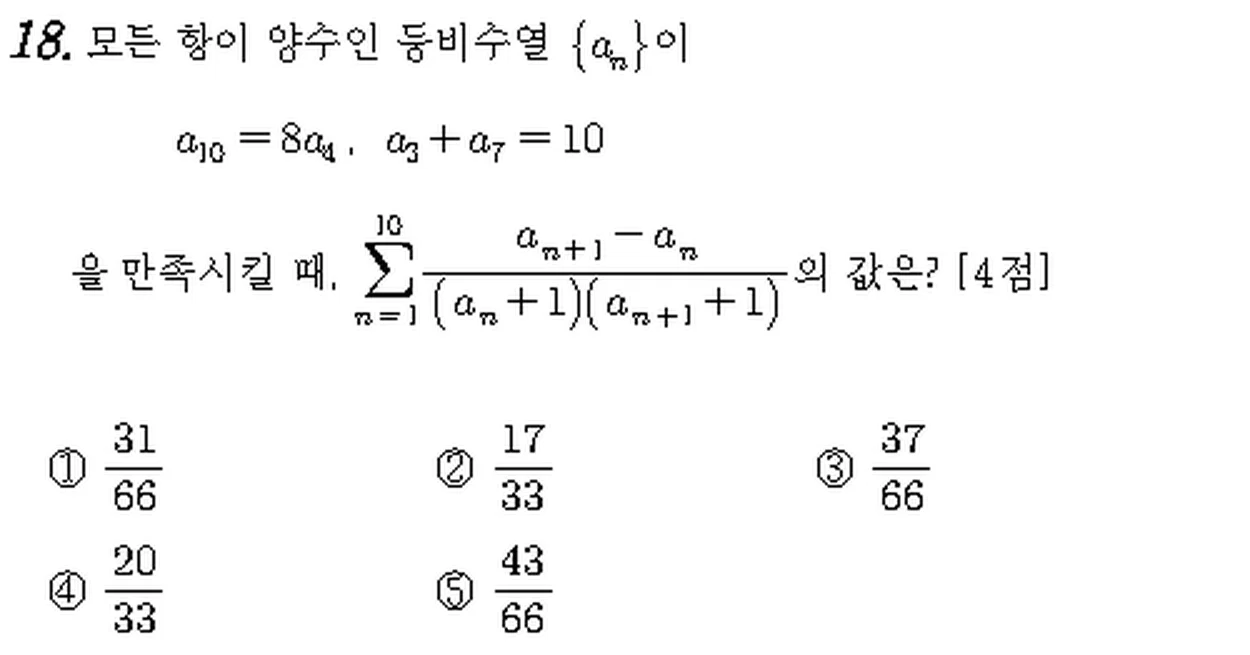 18. 모든 항이 양수인 등비수열 {aₙ}이
a₁₀ = 8a₄, a₃ + a₇ = 10
을 만족시킬 때, ∑ₙ₌₁¹⁰ (aₙ₊₁ − aₙ)/((aₙ + 1)(aₙ₊₁ + 1)) 의 값은? [4점]
① 31/66 ② 17/33 ③ 37/66
④ 20/33 ⑤ 43/66